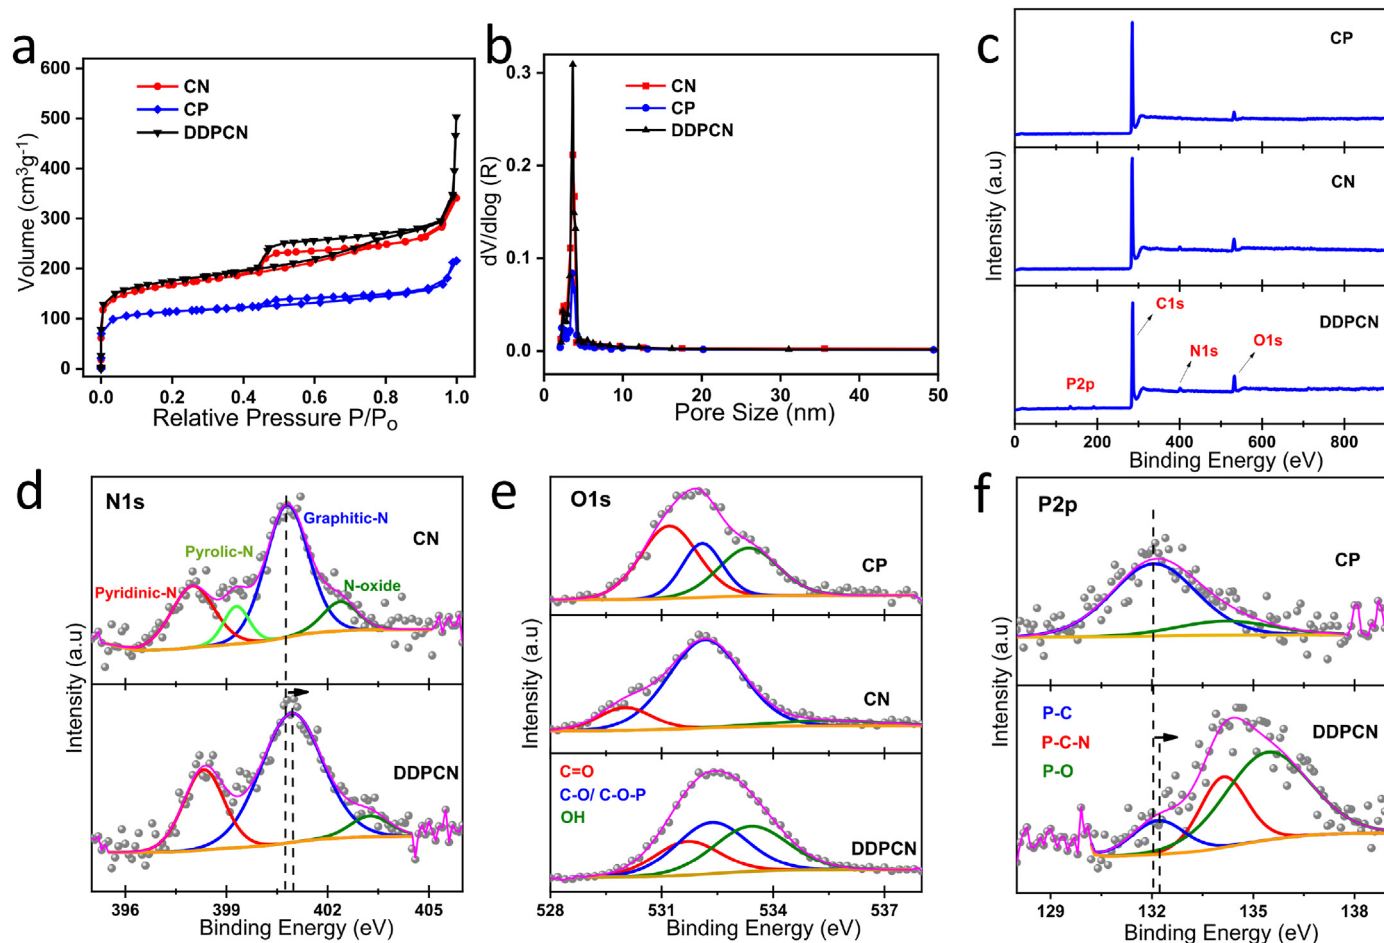 a
600
500
400
300
200
100
0
Volume (cm³g⁻¹)
CN
CP
DDPCN
0.0 0.2 0.4 0.6 0.8 1.0
Relative Pressure P/Po
b
0.3
0.2
0.1
0.0
dV/dlog (R)
CN
CP
DDPCN
0 10 20 30 40 50
Pore Size (nm)
c
CP
CN
DDPCN
C1s
N1s
O1s
P2p
Intensity (a.u)
0 200 400 600 800
Binding Energy (eV)
d
N1s
Graphitic-N
CN
Pyrolic-N
Pyridinic-N
N-oxide
DDPCN
Intensity (a.u)
396 399 402 405
Binding Energy (eV)
e
O1s
CP
CN
C=O
C-O/ C-O-P
OH
DDPCN
Intensity (a.u)
528 531 534 537
Binding Energy (eV)
f
P2p
CP
P-C
P-C-N
P-O
DDPCN
Intensity (a.u)
129 132 135 138
Binding Energy (eV)